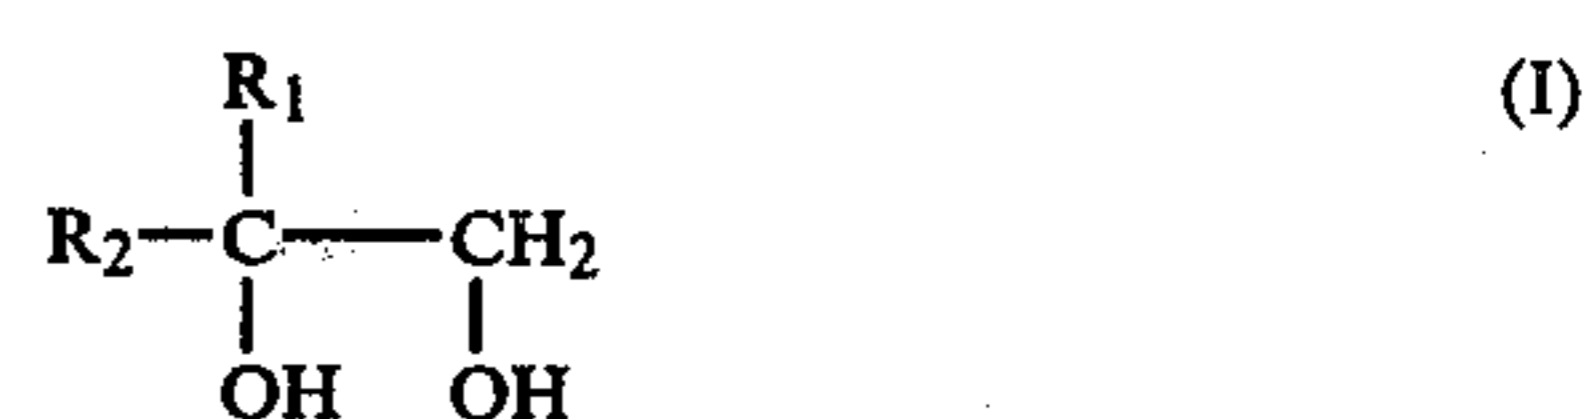 R1 (I)
R2—C—CH2
OH OH